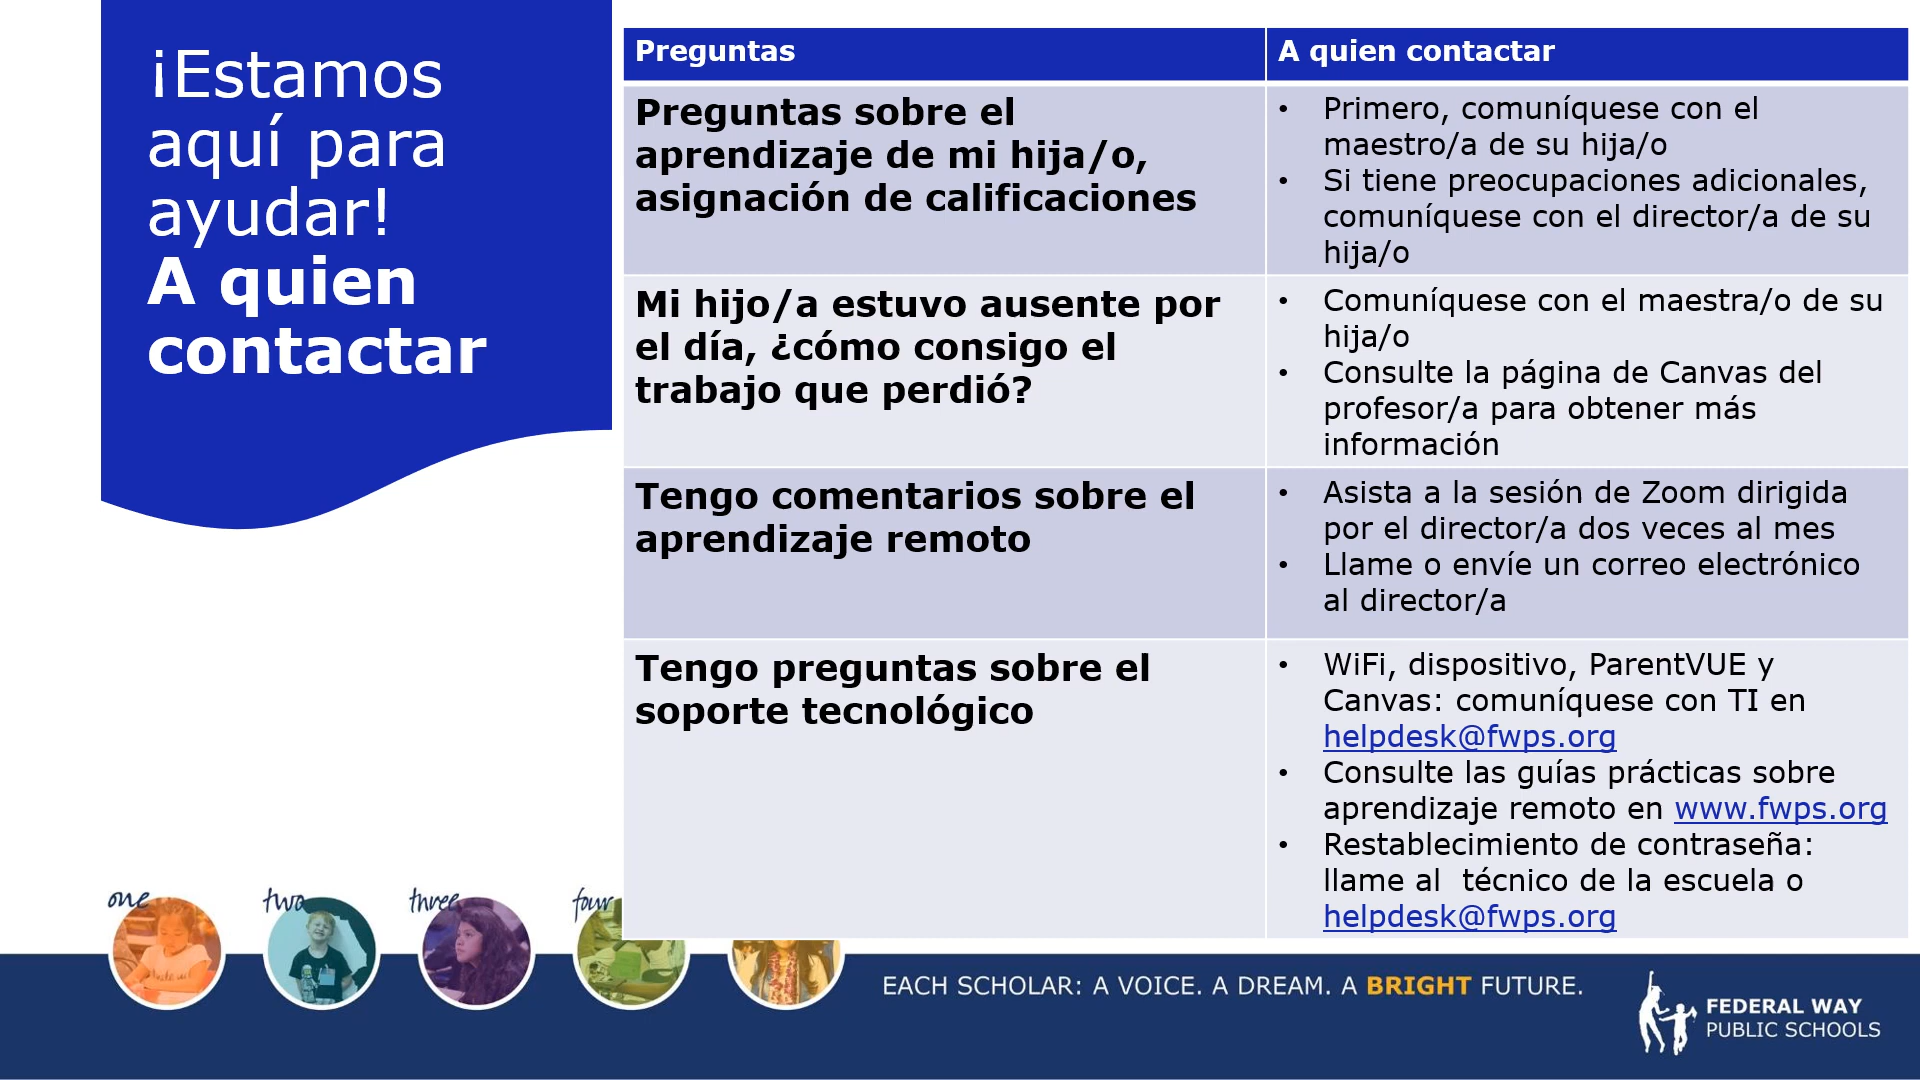 ¡Estamos
aquí para
ayudar!
A quien
contactar
Preguntas
A quien contactar
Preguntas sobre el
aprendizaje de mi hija/o,
asignación de calificaciones
• Primero, comuníquese con el
maestro/a de su hija/o
• Si tiene preocupaciones adicionales,
comuníquese con el director/a de su
hija/o
Mi hijo/a estuvo ausente por
el día, ¿cómo consigo el
trabajo que perdió?
• Comuníquese con el maestra/o de su
hija/o
• Consulte la página de Canvas del
profesor/a para obtener más
información
Tengo comentarios sobre el
aprendizaje remoto
• Asista a la sesión de Zoom dirigida
por el director/a dos veces al mes
• Llame o envíe un correo electrónico
al director/a
Tengo preguntas sobre el
soporte tecnológico
• WiFi, dispositivo, ParentVUE y
Canvas: comuníquese con TI en
helpdesk@fwps.org
• Consulte las guías prácticas sobre
aprendizaje remoto en www.fwps.org
• Restablecimiento de contraseña:
llame al  técnico de la escuela o
helpdesk@fwps.org
one
two
three
four
EACH SCHOLAR: A VOICE. A DREAM. A BRIGHT FUTURE.
FEDERAL WAY
PUBLIC SCHOOLS